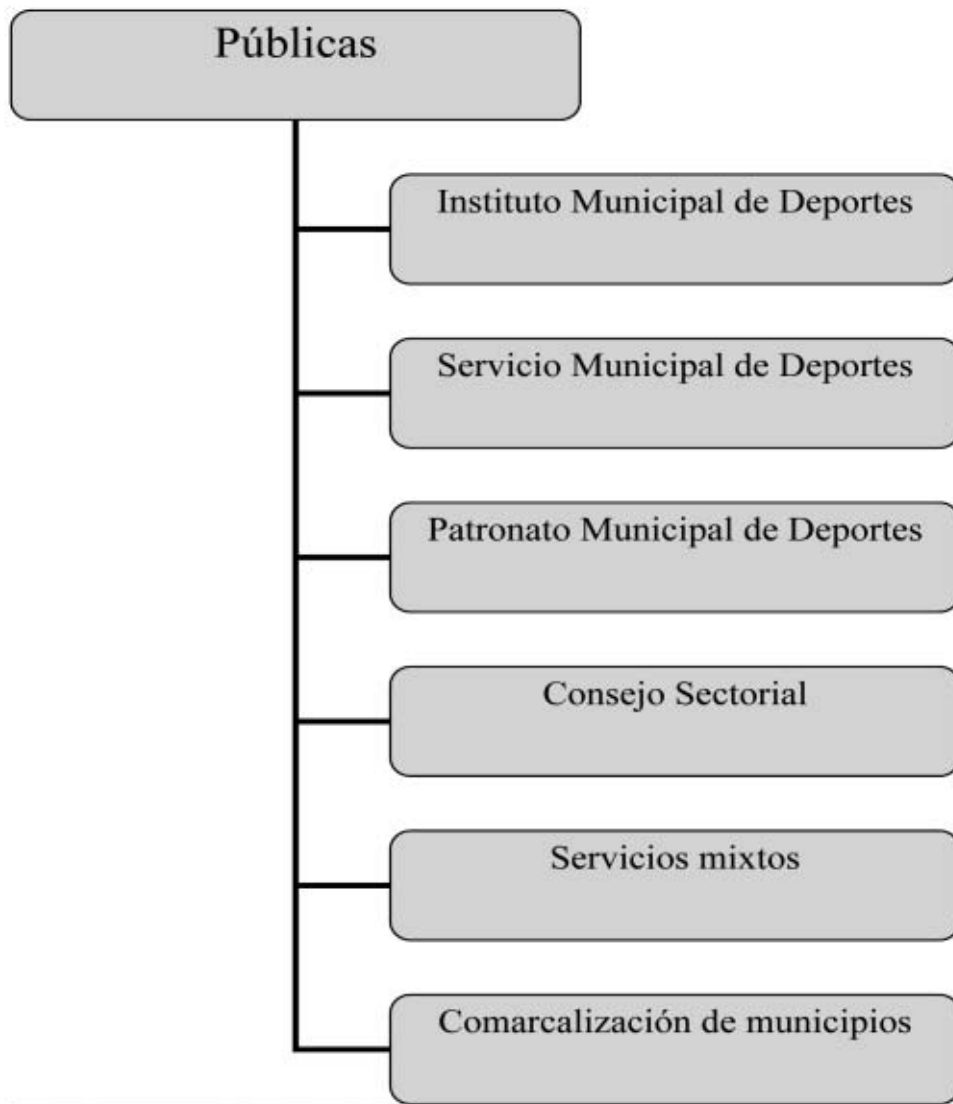 Públicas
Instituto Municipal de Deportes
Servicio Municipal de Deportes
Patronato Municipal de Deportes
Consejo Sectorial
Servicios mixtos
Comarcalización de municipios